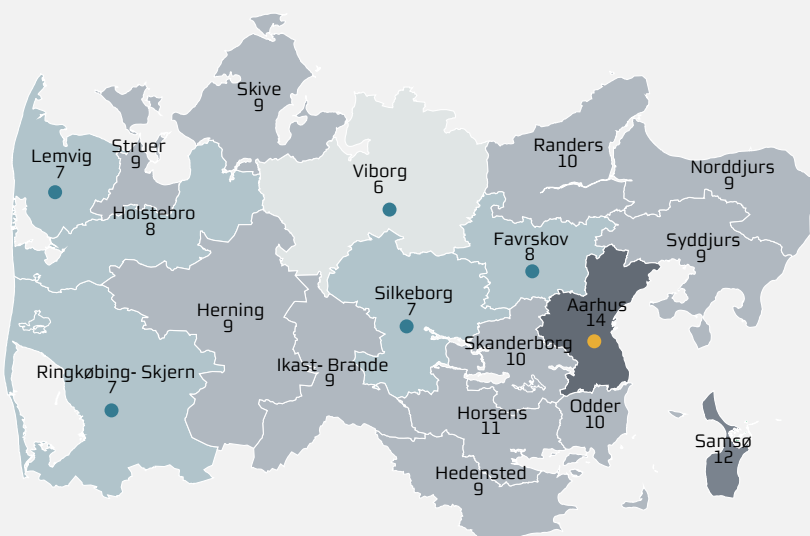 Skive
9
Struer
9
Lemvig
7
Viborg
6
Randers
10
Norddjurs
9
Holstebro
8
Favrskov
8
Syddjurs
9
Silkeborg
7
Herning
9
Aarhus
14
Skanderborg
10
Ringkøbing- Skjern
7
Ikast- Brande
9
Horsens
11
Odder
10
Samsø
12
Hedensted
9